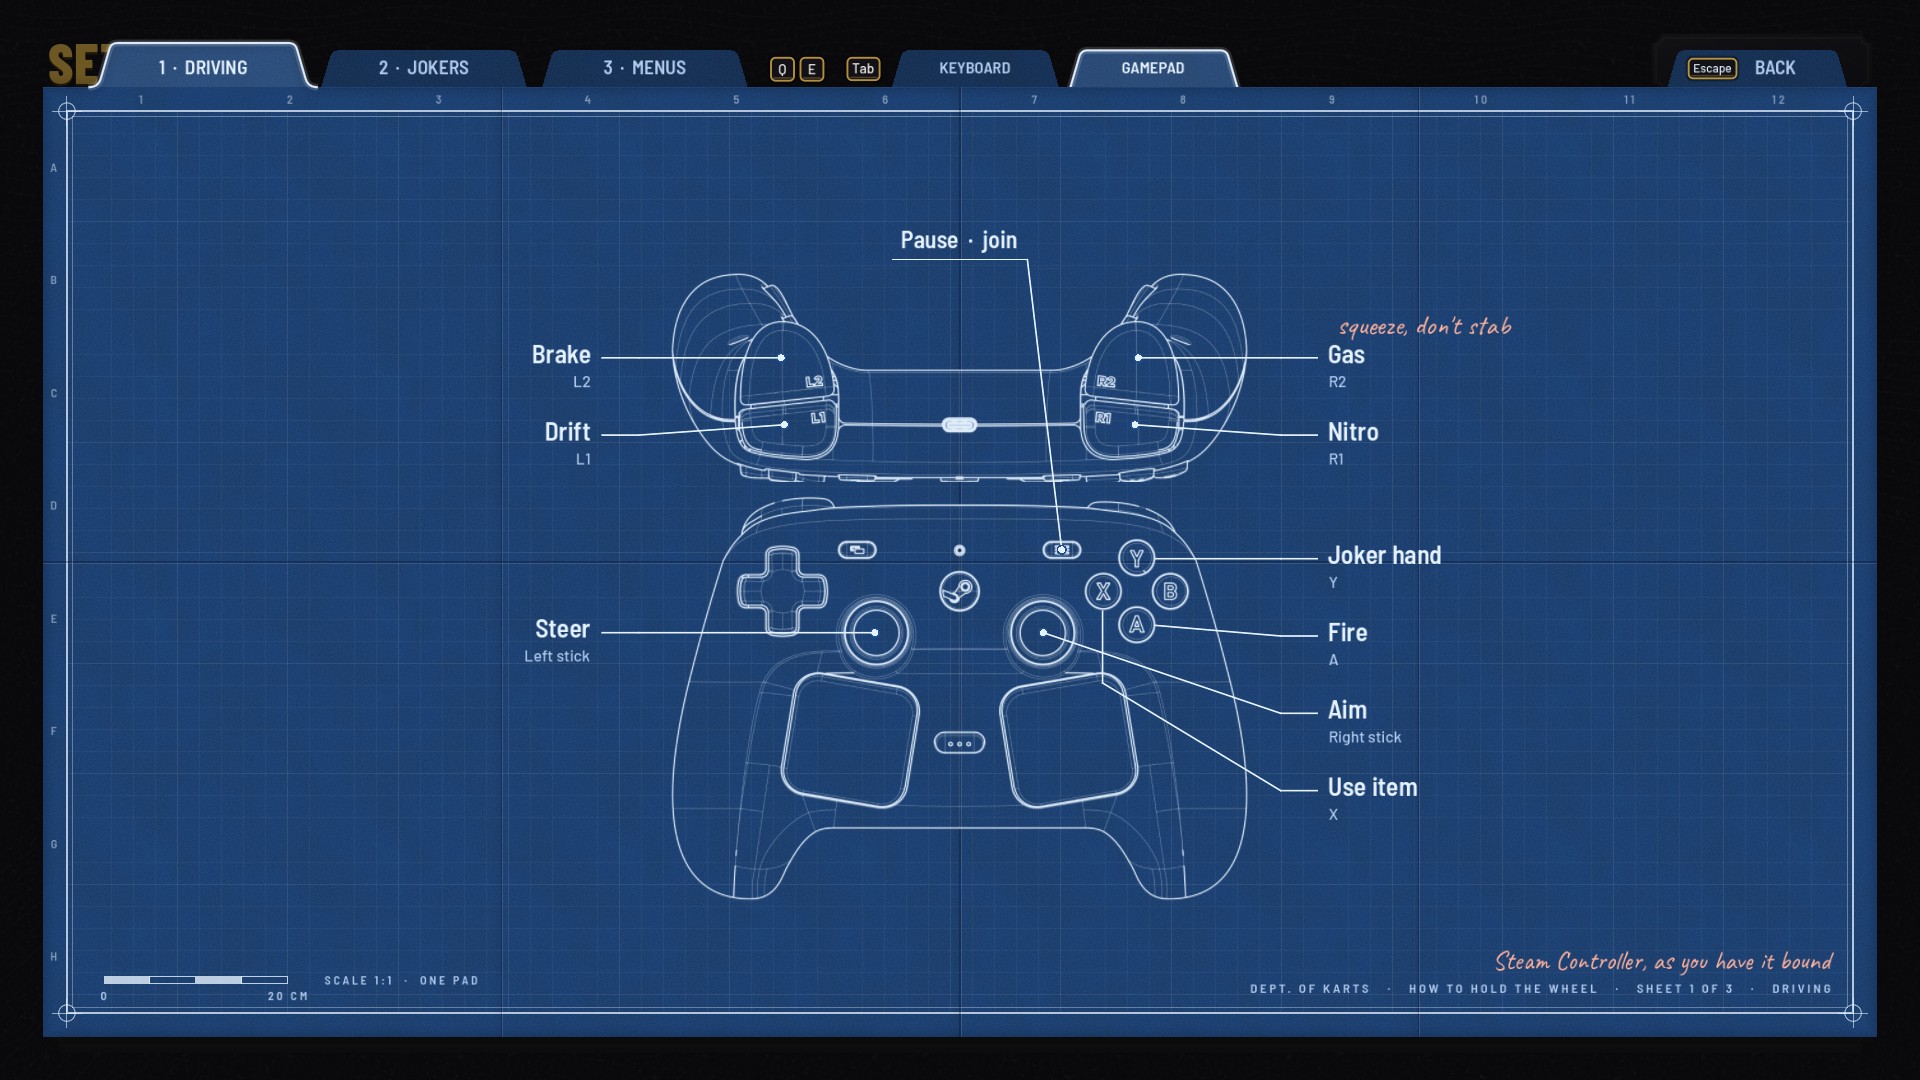 SE
1 · DRIVING
2 · JOKERS
3 · MENUS
Q E Tab
KEYBOARD
GAMEPAD
Escape BACK
1 2 3 4 5 6 7 8 9 10 11 12
A
B
C
D
E
F
G
H
Pause · join
squeeze, don't stab
Brake
L2
Gas
R2
L2
R2
L1
R1
Drift
L1
Nitro
R1
Joker hand
Y
Y
X
B
A
Steer
Left stick
Fire
A
Aim
Right stick
Use item
X
Steam Controller, as you have it bound
SCALE 1:1 · ONE PAD
0 20 CM
DEPT. OF KARTS · HOW TO HOLD THE WHEEL · SHEET 1 OF 3 · DRIVING